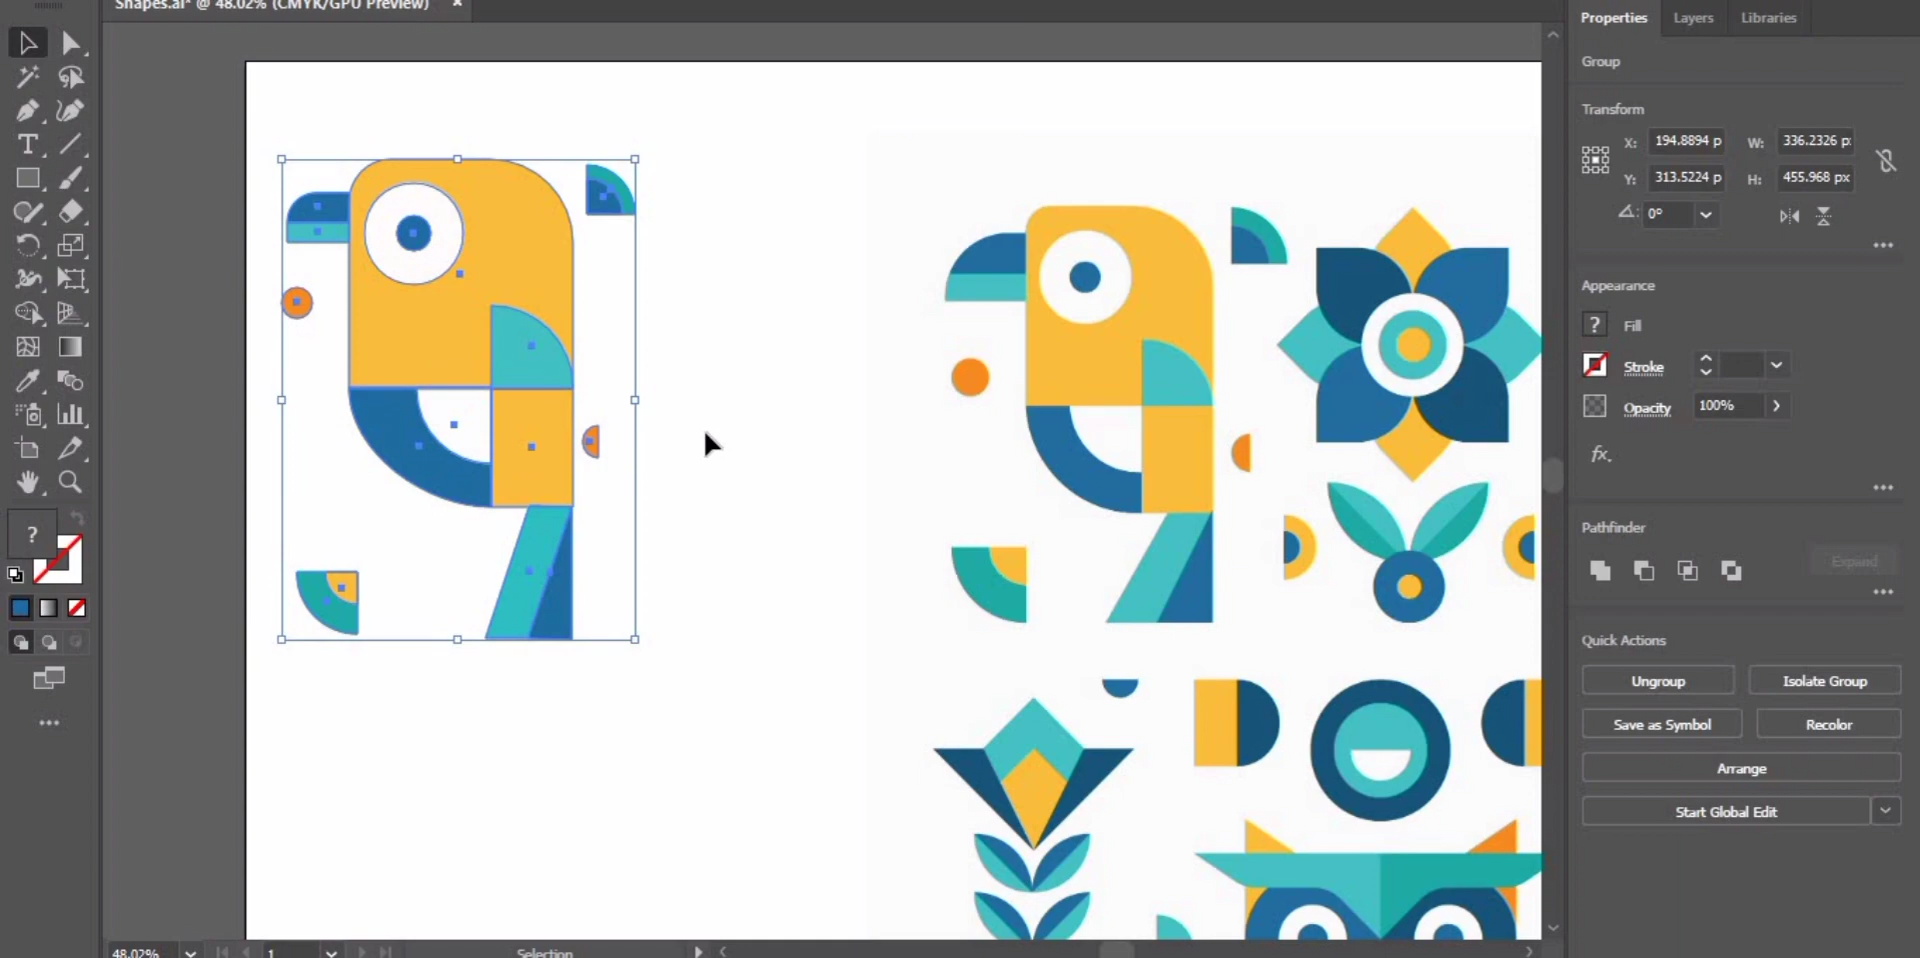 Shapes.ai* @ 48.02% (CMYK/GPU Preview) ×
Properties Layers Libraries
Group
Transform
X: 194.8894 p W: 336.2326 p
Y: 313.5224 p H: 455.968 px
0°
Appearance
? Fill
Stroke
Opacity 100%
fx.
Pathfinder
Expand
Quick Actions
Ungroup Isolate Group
Save as Symbol Recolor
Arrange
Start Global Edit
T
?
48.02% 1 Selection